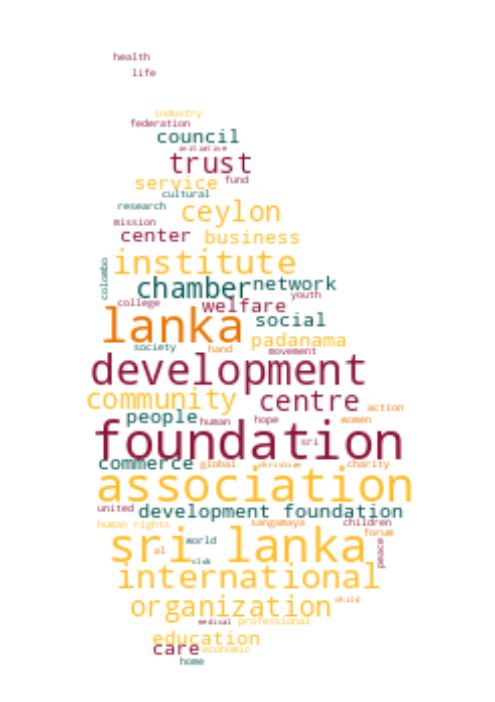 health
life
industry
federation
council
initiative
trust
service fund
cultural
research ceylon
mission
center business
institute
colombo
chamber network
college welfare youth
lanka social
padanama
society hand movement
development
community centre action
people human hope women
foundation
sri
commerce global christian charity
association
united development foundation
human rights sangamaya children
sri lanka forum
world
al
peace
club
international
child
organization
medical professional
education
care economic
home